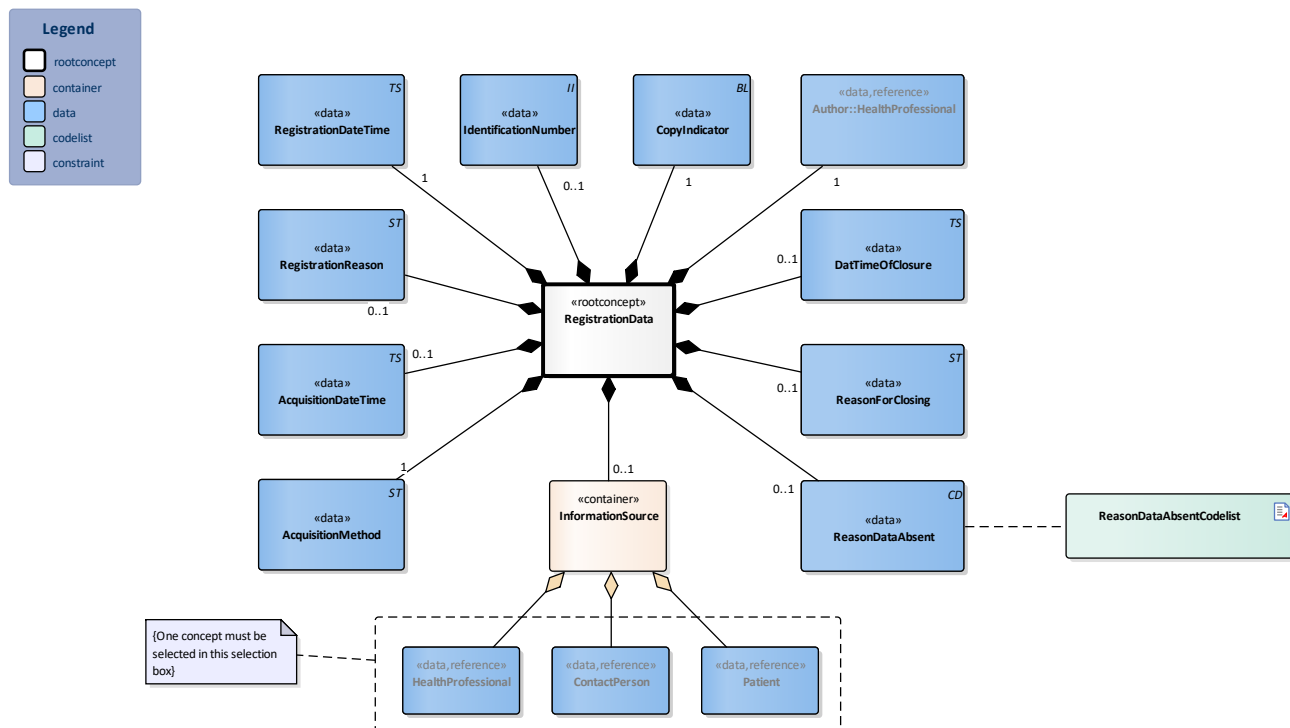 Legend
rootconcept
container
data
codelist
constraint
TS
«data»
RegistrationDateTime
1
II
«data»
IdentificationNumber
0..1
BL
«data»
CopyIndicator
1
«data,reference»
Author::HealthProfessional
1
ST
«data»
RegistrationReason
0..1
TS
«data»
DatTimeOfClosure
0..1
«rootconcept»
RegistrationData
TS
«data»
AcquisitionDateTime
0..1
ST
«data»
ReasonForClosing
0..1
ST
«data»
AcquisitionMethod
1
«container»
InformationSource
0..1
CD
«data»
ReasonDataAbsent
0..1
ReasonDataAbsentCodelist
{One concept must be
selected in this selection
box}
«data,reference»
HealthProfessional
«data,reference»
ContactPerson
«data,reference»
Patient